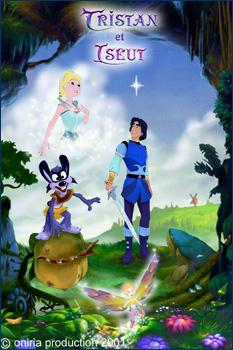 TRISTAN
et
ISEUT
© oniria production 2001